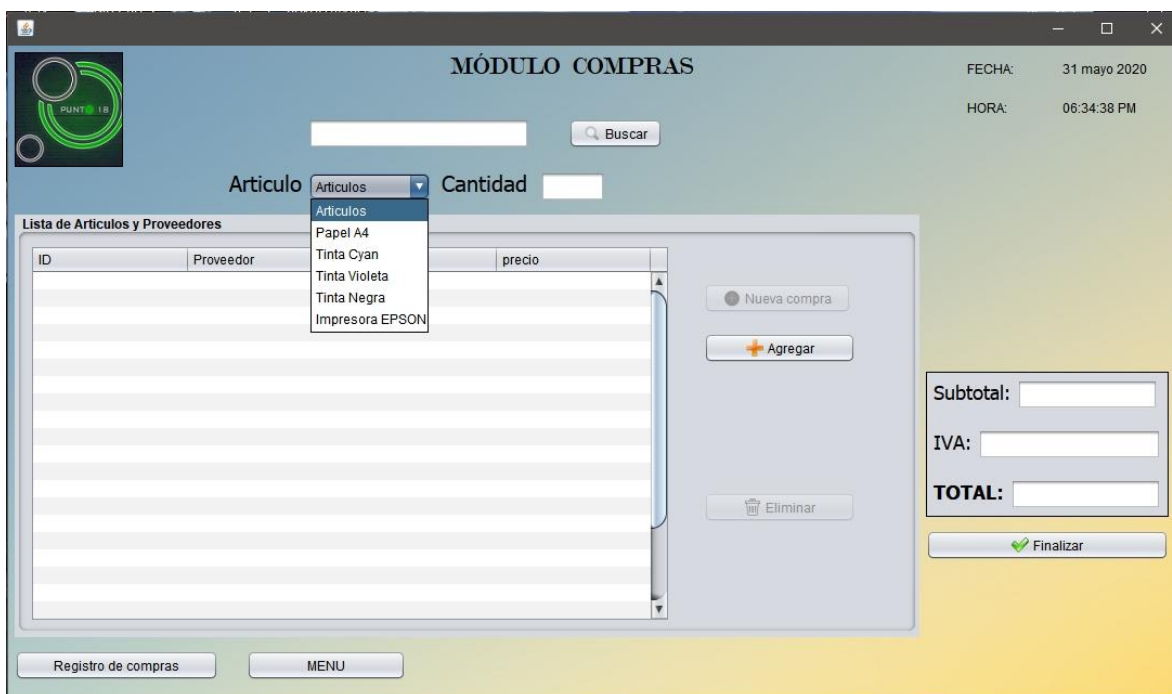 MÓDULO COMPRAS
FECHA: 31 mayo 2020
PUNTO 18
HORA: 06:34:38 PM
Buscar
Articulo Articulos Cantidad
Articulos
Papel A4
Tinta Cyan
Tinta Violeta
Tinta Negra
Impresora EPSON
Lista de Articulos y Proveedores
ID Proveedor precio
Nueva compra
Agregar
Eliminar
Subtotal:
IVA:
TOTAL:
Finalizar
Registro de compras MENU